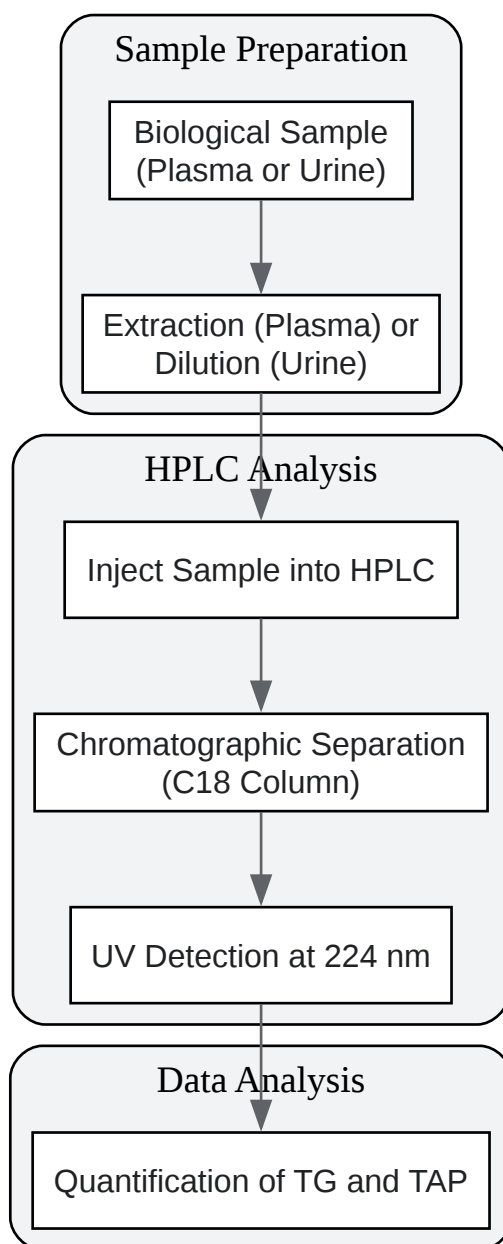 Sample Preparation
Biological Sample
(Plasma or Urine)
Extraction (Plasma) or
Dilution (Urine)
HPLC Analysis
Inject Sample into HPLC
Chromatographic Separation
(C18 Column)
UV Detection at 224 nm
Data Analysis
Quantification of TG and TAP